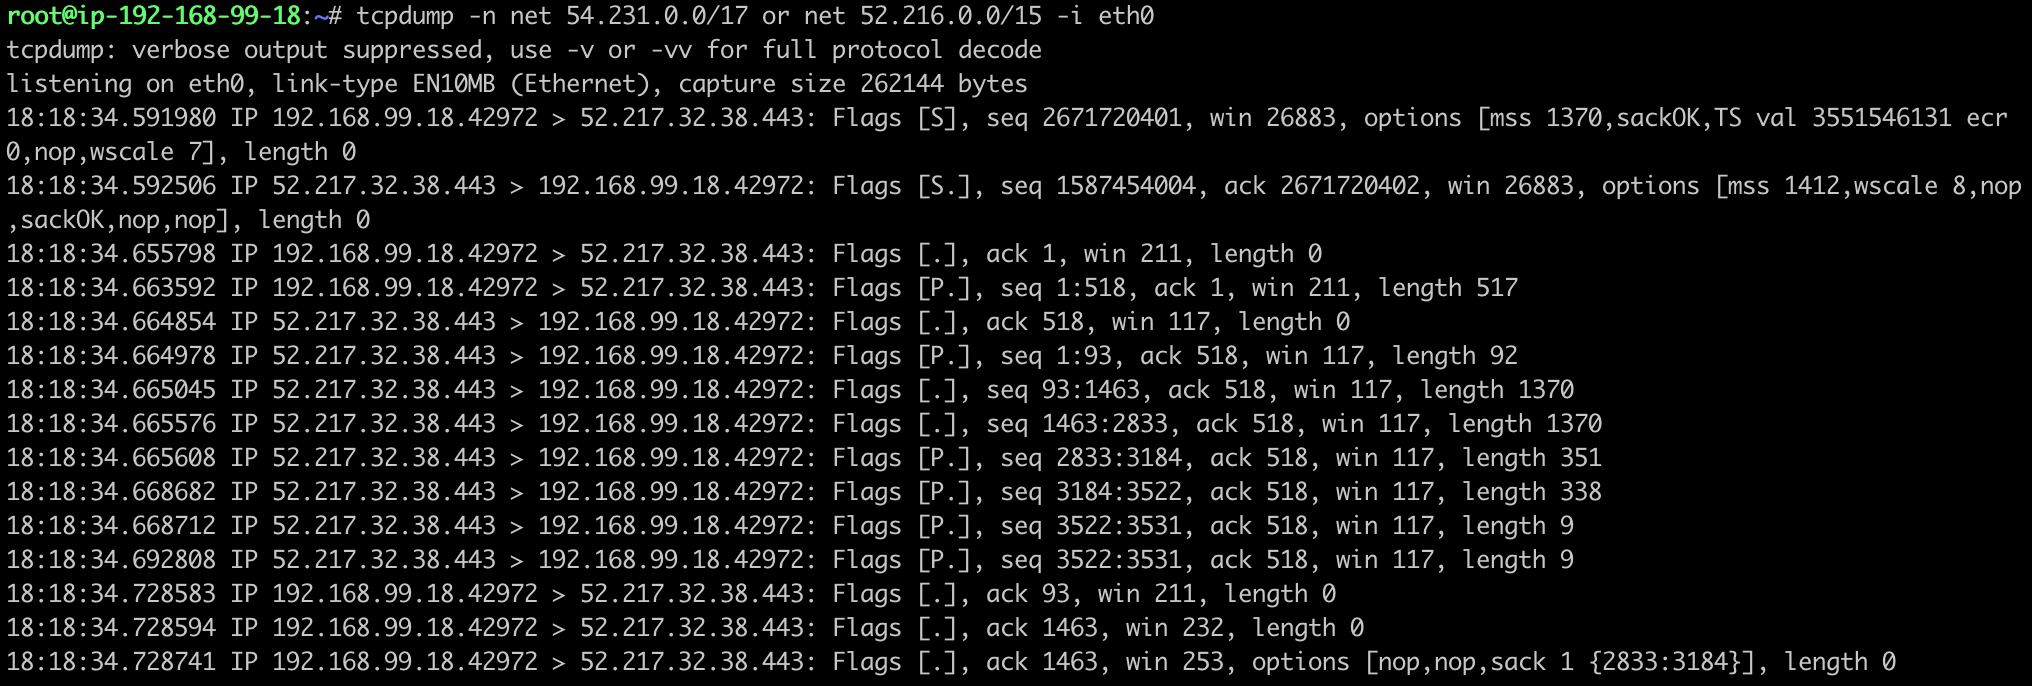 root@ip-192-168-99-18:~# tcpdump -n net 54.231.0.0/17 or net 52.216.0.0/15 -i eth0
tcpdump: verbose output suppressed, use -v or -vv for full protocol decode
listening on eth0, link-type EN10MB (Ethernet), capture size 262144 bytes
18:18:34.591980 IP 192.168.99.18.42972 > 52.217.32.38.443: Flags [S], seq 2671720401, win 26883, options [mss 1370,sackOK,TS val 3551546131 ecr
0,nop,wscale 7], length 0
18:18:34.592506 IP 52.217.32.38.443 > 192.168.99.18.42972: Flags [S.], seq 1587454004, ack 2671720402, win 26883, options [mss 1412,wscale 8,nop
,sackOK,nop,nop], length 0
18:18:34.655798 IP 192.168.99.18.42972 > 52.217.32.38.443: Flags [.], ack 1, win 211, length 0
18:18:34.663592 IP 192.168.99.18.42972 > 52.217.32.38.443: Flags [P.], seq 1:518, ack 1, win 211, length 517
18:18:34.664854 IP 52.217.32.38.443 > 192.168.99.18.42972: Flags [.], ack 518, win 117, length 0
18:18:34.664978 IP 52.217.32.38.443 > 192.168.99.18.42972: Flags [P.], seq 1:93, ack 518, win 117, length 92
18:18:34.665045 IP 52.217.32.38.443 > 192.168.99.18.42972: Flags [.], seq 93:1463, ack 518, win 117, length 1370
18:18:34.665576 IP 52.217.32.38.443 > 192.168.99.18.42972: Flags [.], seq 1463:2833, ack 518, win 117, length 1370
18:18:34.665608 IP 52.217.32.38.443 > 192.168.99.18.42972: Flags [P.], seq 2833:3184, ack 518, win 117, length 351
18:18:34.668682 IP 52.217.32.38.443 > 192.168.99.18.42972: Flags [P.], seq 3184:3522, ack 518, win 117, length 338
18:18:34.668712 IP 52.217.32.38.443 > 192.168.99.18.42972: Flags [P.], seq 3522:3531, ack 518, win 117, length 9
18:18:34.692808 IP 52.217.32.38.443 > 192.168.99.18.42972: Flags [P.], seq 3522:3531, ack 518, win 117, length 9
18:18:34.728583 IP 192.168.99.18.42972 > 52.217.32.38.443: Flags [.], ack 93, win 211, length 0
18:18:34.728594 IP 192.168.99.18.42972 > 52.217.32.38.443: Flags [.], ack 1463, win 232, length 0
18:18:34.728741 IP 192.168.99.18.42972 > 52.217.32.38.443: Flags [.], ack 1463, win 253, options [nop,nop,sack 1 {2833:3184}], length 0